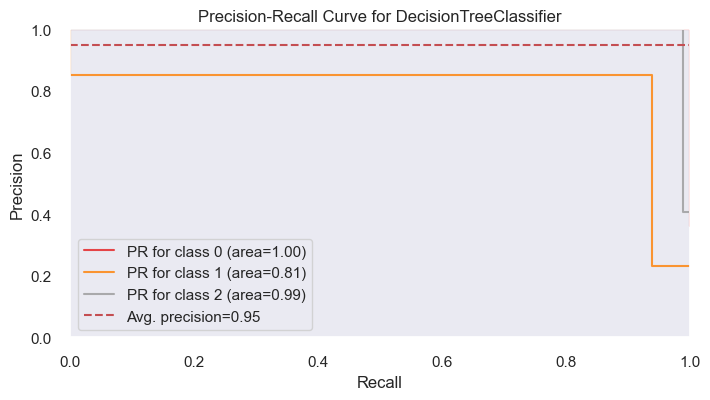 Precision-Recall Curve for DecisionTreeClassifier
1.0
0.8
0.6
0.4
0.2
0.0
Precision
PR for class 0 (area=1.00)
PR for class 1 (area=0.81)
PR for class 2 (area=0.99)
Avg. precision=0.95
0.0 0.2 0.4 0.6 0.8 1.0
Recall